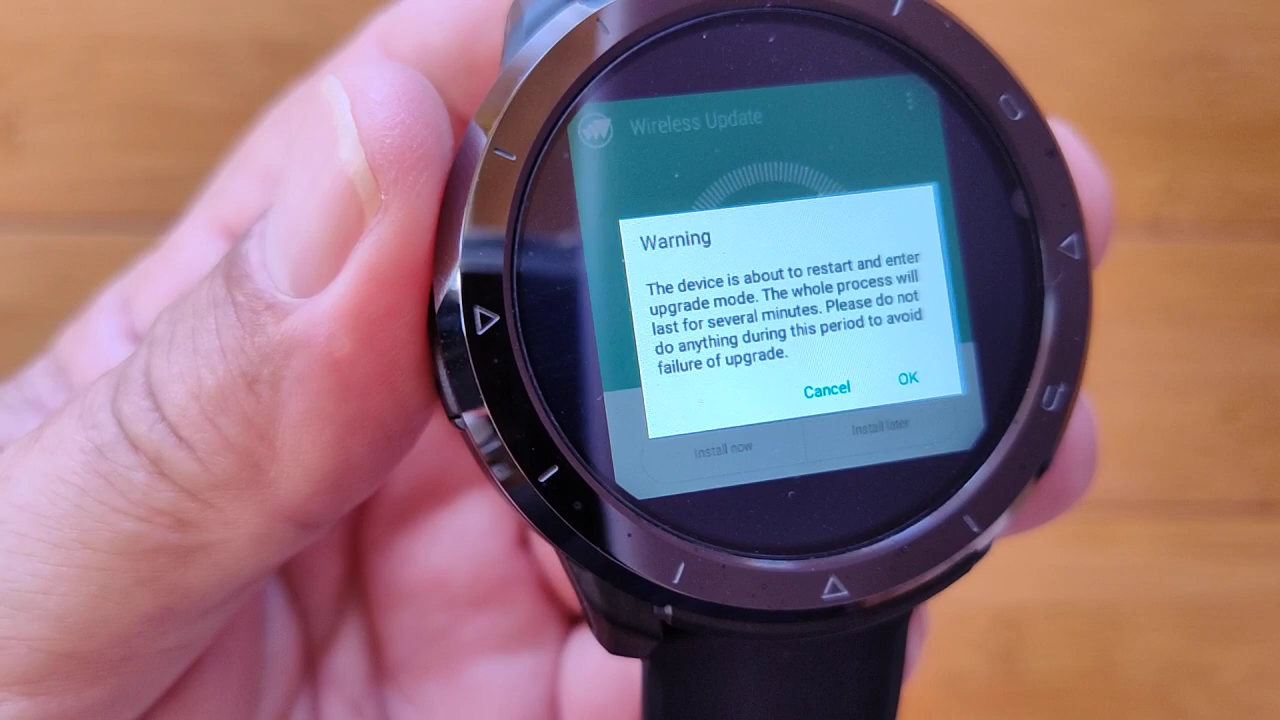 Wireless Update
Warning
The device is about to restart and enter
upgrade mode. The whole process will
last for several minutes. Please do not
do anything during this period to avoid
failure of upgrade.
Cancel OK
Install now Install later